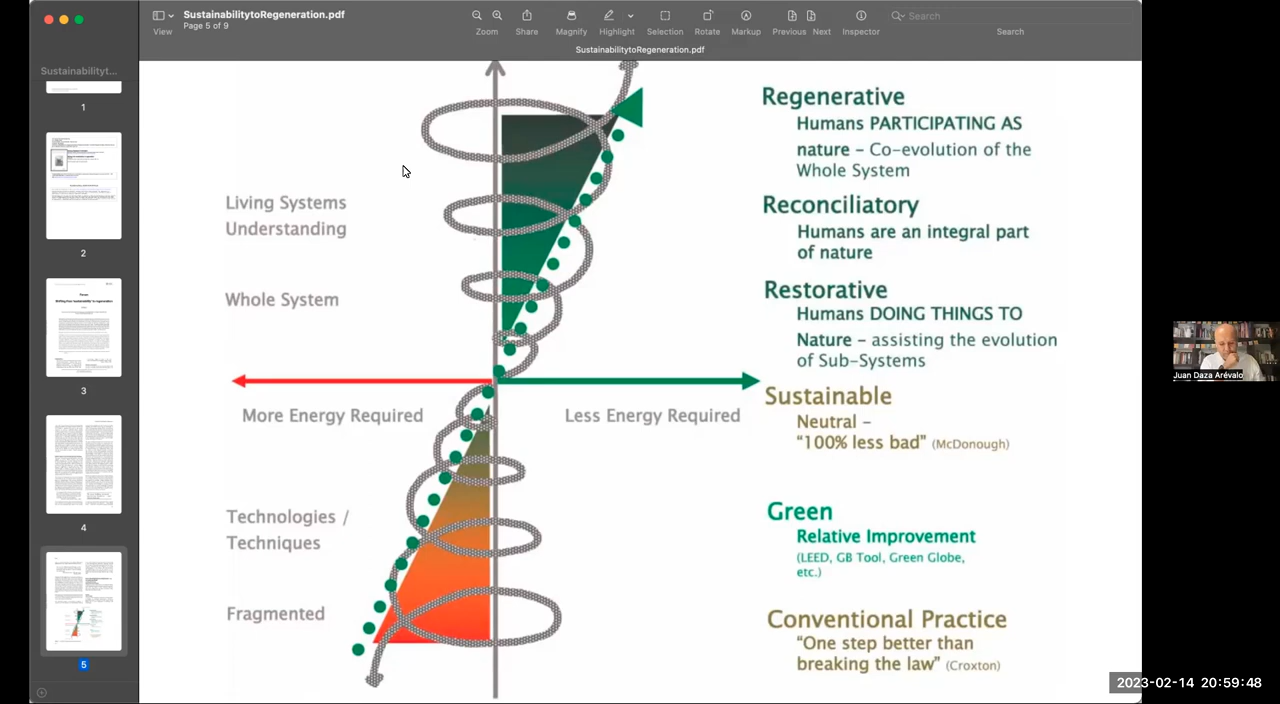 SustainabilitytoRegeneration.pdf
Page 5 of 9
View
Zoom
Share
Magnify
Highlight
Selection
Rotate
Markup
Previous
Next
Inspector
Search
Search
SustainabilitytoRegeneration.pdf
Sustainabilityt...
1
2
3
4
5
Living Systems
Understanding
Whole System
More Energy Required
Less Energy Required
Technologies /
Techniques
Fragmented
Regenerative
Humans PARTICIPATING AS
nature – Co-evolution of the
Whole System
Reconciliatory
Humans are an integral part
of nature
Restorative
Humans DOING THINGS TO
Nature – assisting the evolution
of Sub-Systems
Sustainable
Neutral –
“100% less bad” (McDonough)
Green
Relative Improvement
(LEED, GB Tool, Green Globe,
etc.)
Conventional Practice
“One step better than
breaking the law” (Croxton)
Juan Daza Arévalo
2023-02-14 20:59:48